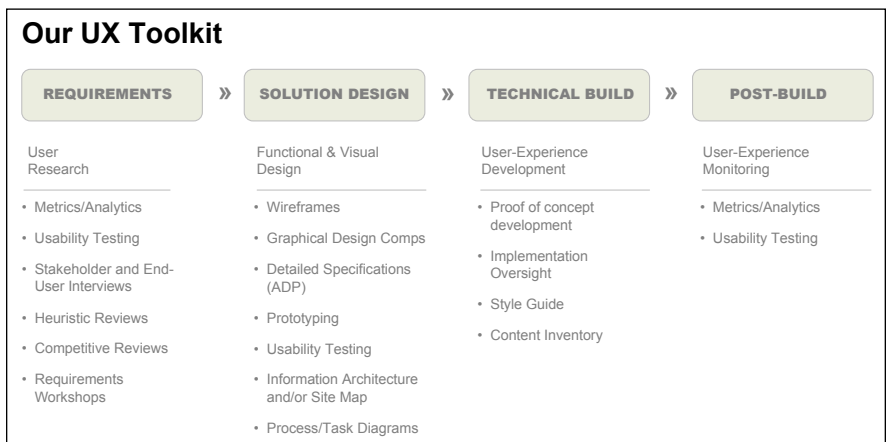 Our UX Toolkit
REQUIREMENTS
»
SOLUTION DESIGN
»
TECHNICAL BUILD
»
POST-BUILD
User
Research
• Metrics/Analytics
• Usability Testing
• Stakeholder and End-
User Interviews
• Heuristic Reviews
• Competitive Reviews
• Requirements
Workshops
Functional & Visual
Design
• Wireframes
• Graphical Design Comps
• Detailed Specifications
(ADP)
• Prototyping
• Usability Testing
• Information Architecture
and/or Site Map
• Process/Task Diagrams
User-Experience
Development
• Proof of concept
development
• Implementation
Oversight
• Style Guide
• Content Inventory
User-Experience
Monitoring
• Metrics/Analytics
• Usability Testing